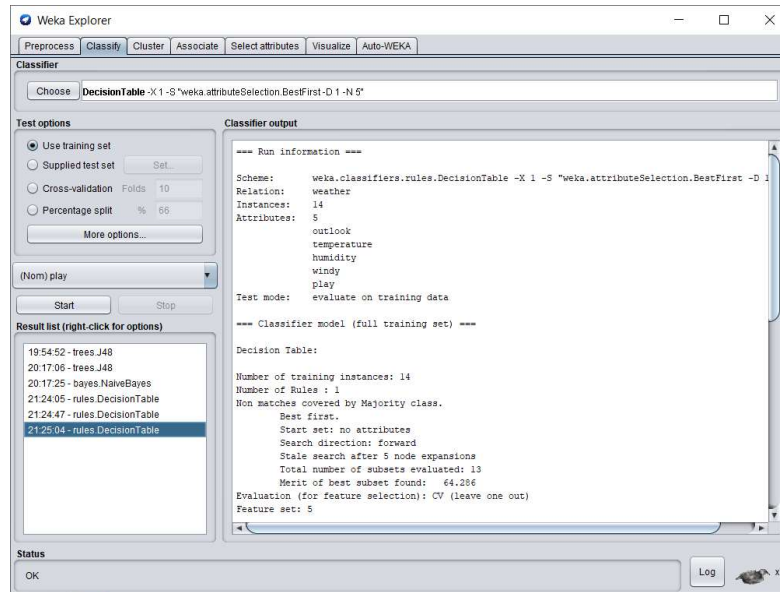 Weka Explorer
Preprocess Classify Cluster Associate Select attributes Visualize Auto-WEKA
Classifier
Choose DecisionTable -X 1 -S "weka.attributeSelection.BestFirst -D 1 -N 5"
Test options
Use training set
Supplied test set Set...
Cross-validation Folds 10
Percentage split % 66
More options...
(Nom) play
Start Stop
Result list (right-click for options)
19:54:52 - trees.J48
20:17:06 - trees.J48
20:17:25 - bayes.NaiveBayes
21:24:05 - rules.DecisionTable
21:24:47 - rules.DecisionTable
21:25:04 - rules.DecisionTable
Classifier output
=== Run information ===
Scheme: weka.classifiers.rules.DecisionTable -X 1 -S "weka.attributeSelection.BestFirst -D 1
Relation: weather
Instances: 14
Attributes: 5
outlook
temperature
humidity
windy
play
Test mode: evaluate on training data
=== Classifier model (full training set) ===
Decision Table:
Number of training instances: 14
Number of Rules : 1
Non matches covered by Majority class.
Best first.
Start set: no attributes
Search direction: forward
Stale search after 5 node expansions
Total number of subsets evaluated: 13
Merit of best subset found: 64.286
Evaluation (for feature selection): CV (leave one out)
Feature set: 5
Status
OK
Log
x